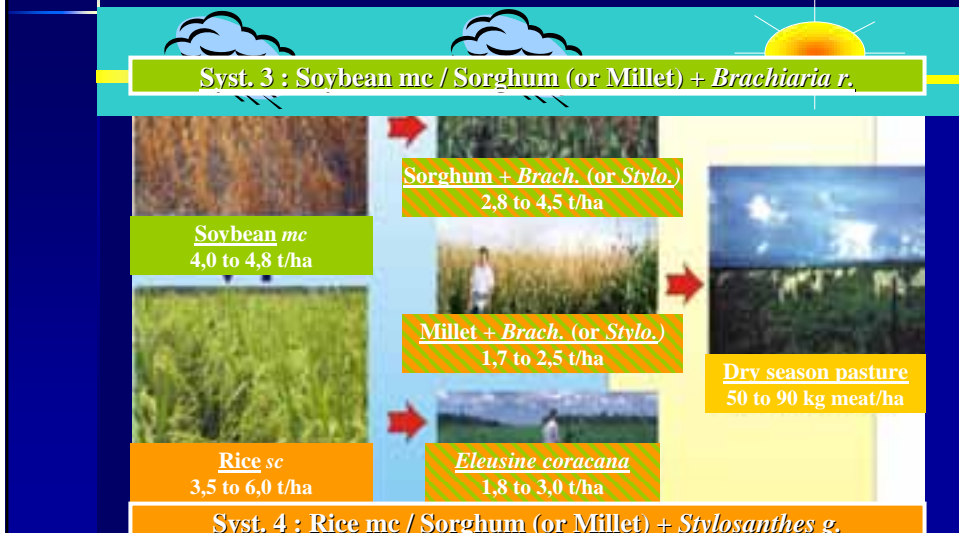 Syst. 3 : Soybean mc / Sorghum (or Millet) + Brachiaria r.
Sorghum + Brach. (or Stylo.)
2,8 to 4,5 t/ha
Soybean mc
4,0 to 4,8 t/ha
Millet + Brach. (or Stylo.)
1,7 to 2,5 t/ha
Dry season pasture
50 to 90 kg meat/ha
Rice sc
3,5 to 6,0 t/ha
Eleusine coracana
1,8 to 3,0 t/ha
Syst. 4 : Rice mc / Sorghum (or Millet) + Stylosanthes g.